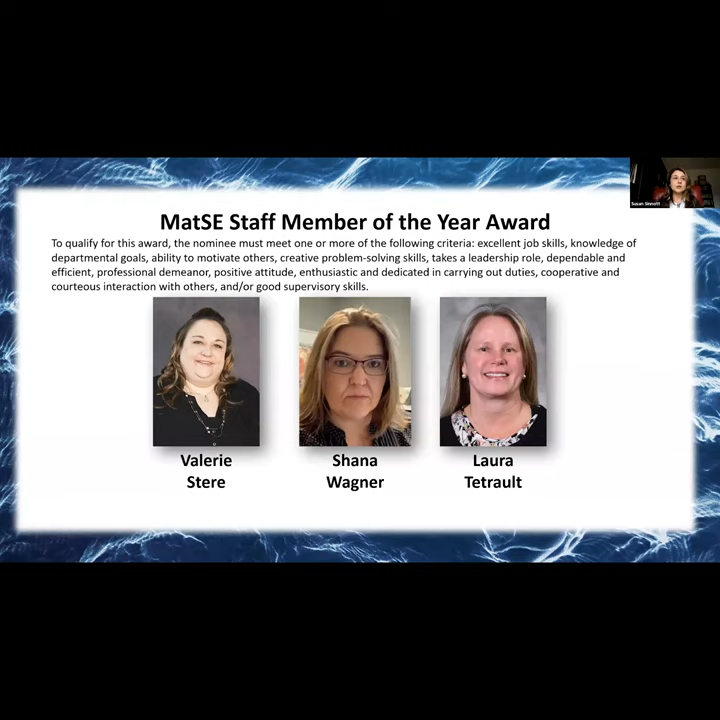 Susan Sinnott
MatSE Staff Member of the Year Award
To qualify for this award, the nominee must meet one or more of the following criteria: excellent job skills, knowledge of
departmental goals, ability to motivate others, creative problem-solving skills, takes a leadership role, dependable and
efficient, professional demeanor, positive attitude, enthusiastic and dedicated in carrying out duties, cooperative and
courteous interaction with others, and/or good supervisory skills.
Valerie
Stere
Shana
Wagner
Laura
Tetrault